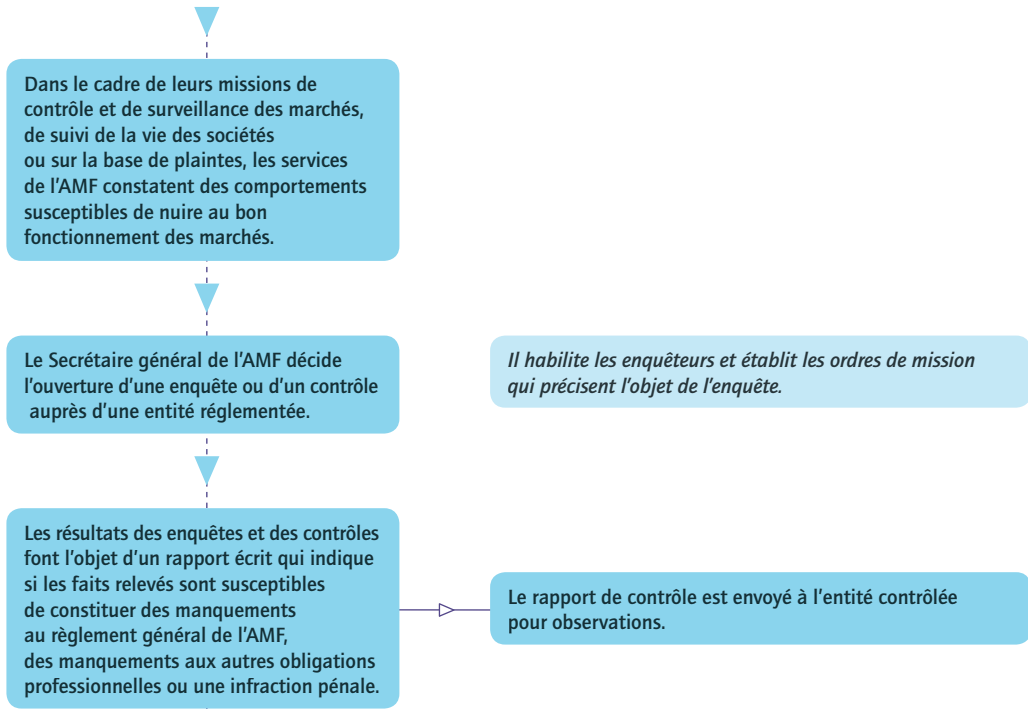 Dans le cadre de leurs missions de
contrôle et de surveillance des marchés,
de suivi de la vie des sociétés
ou sur la base de plaintes, les services
de l'AMF constatent des comportements
susceptibles de nuire au bon
fonctionnement des marchés.
Le Secrétaire général de l'AMF décide
l'ouverture d'une enquête ou d'un contrôle
auprès d'une entité réglementée.
Il habilite les enquêteurs et établit les ordres de mission
qui précisent l'objet de l'enquête.
Les résultats des enquêtes et des contrôles
font l'objet d'un rapport écrit qui indique
si les faits relevés sont susceptibles
de constituer des manquements
au règlement général de l'AMF,
des manquements aux autres obligations
professionnelles ou une infraction pénale.
Le rapport de contrôle est envoyé à l'entité contrôlée
pour observations.